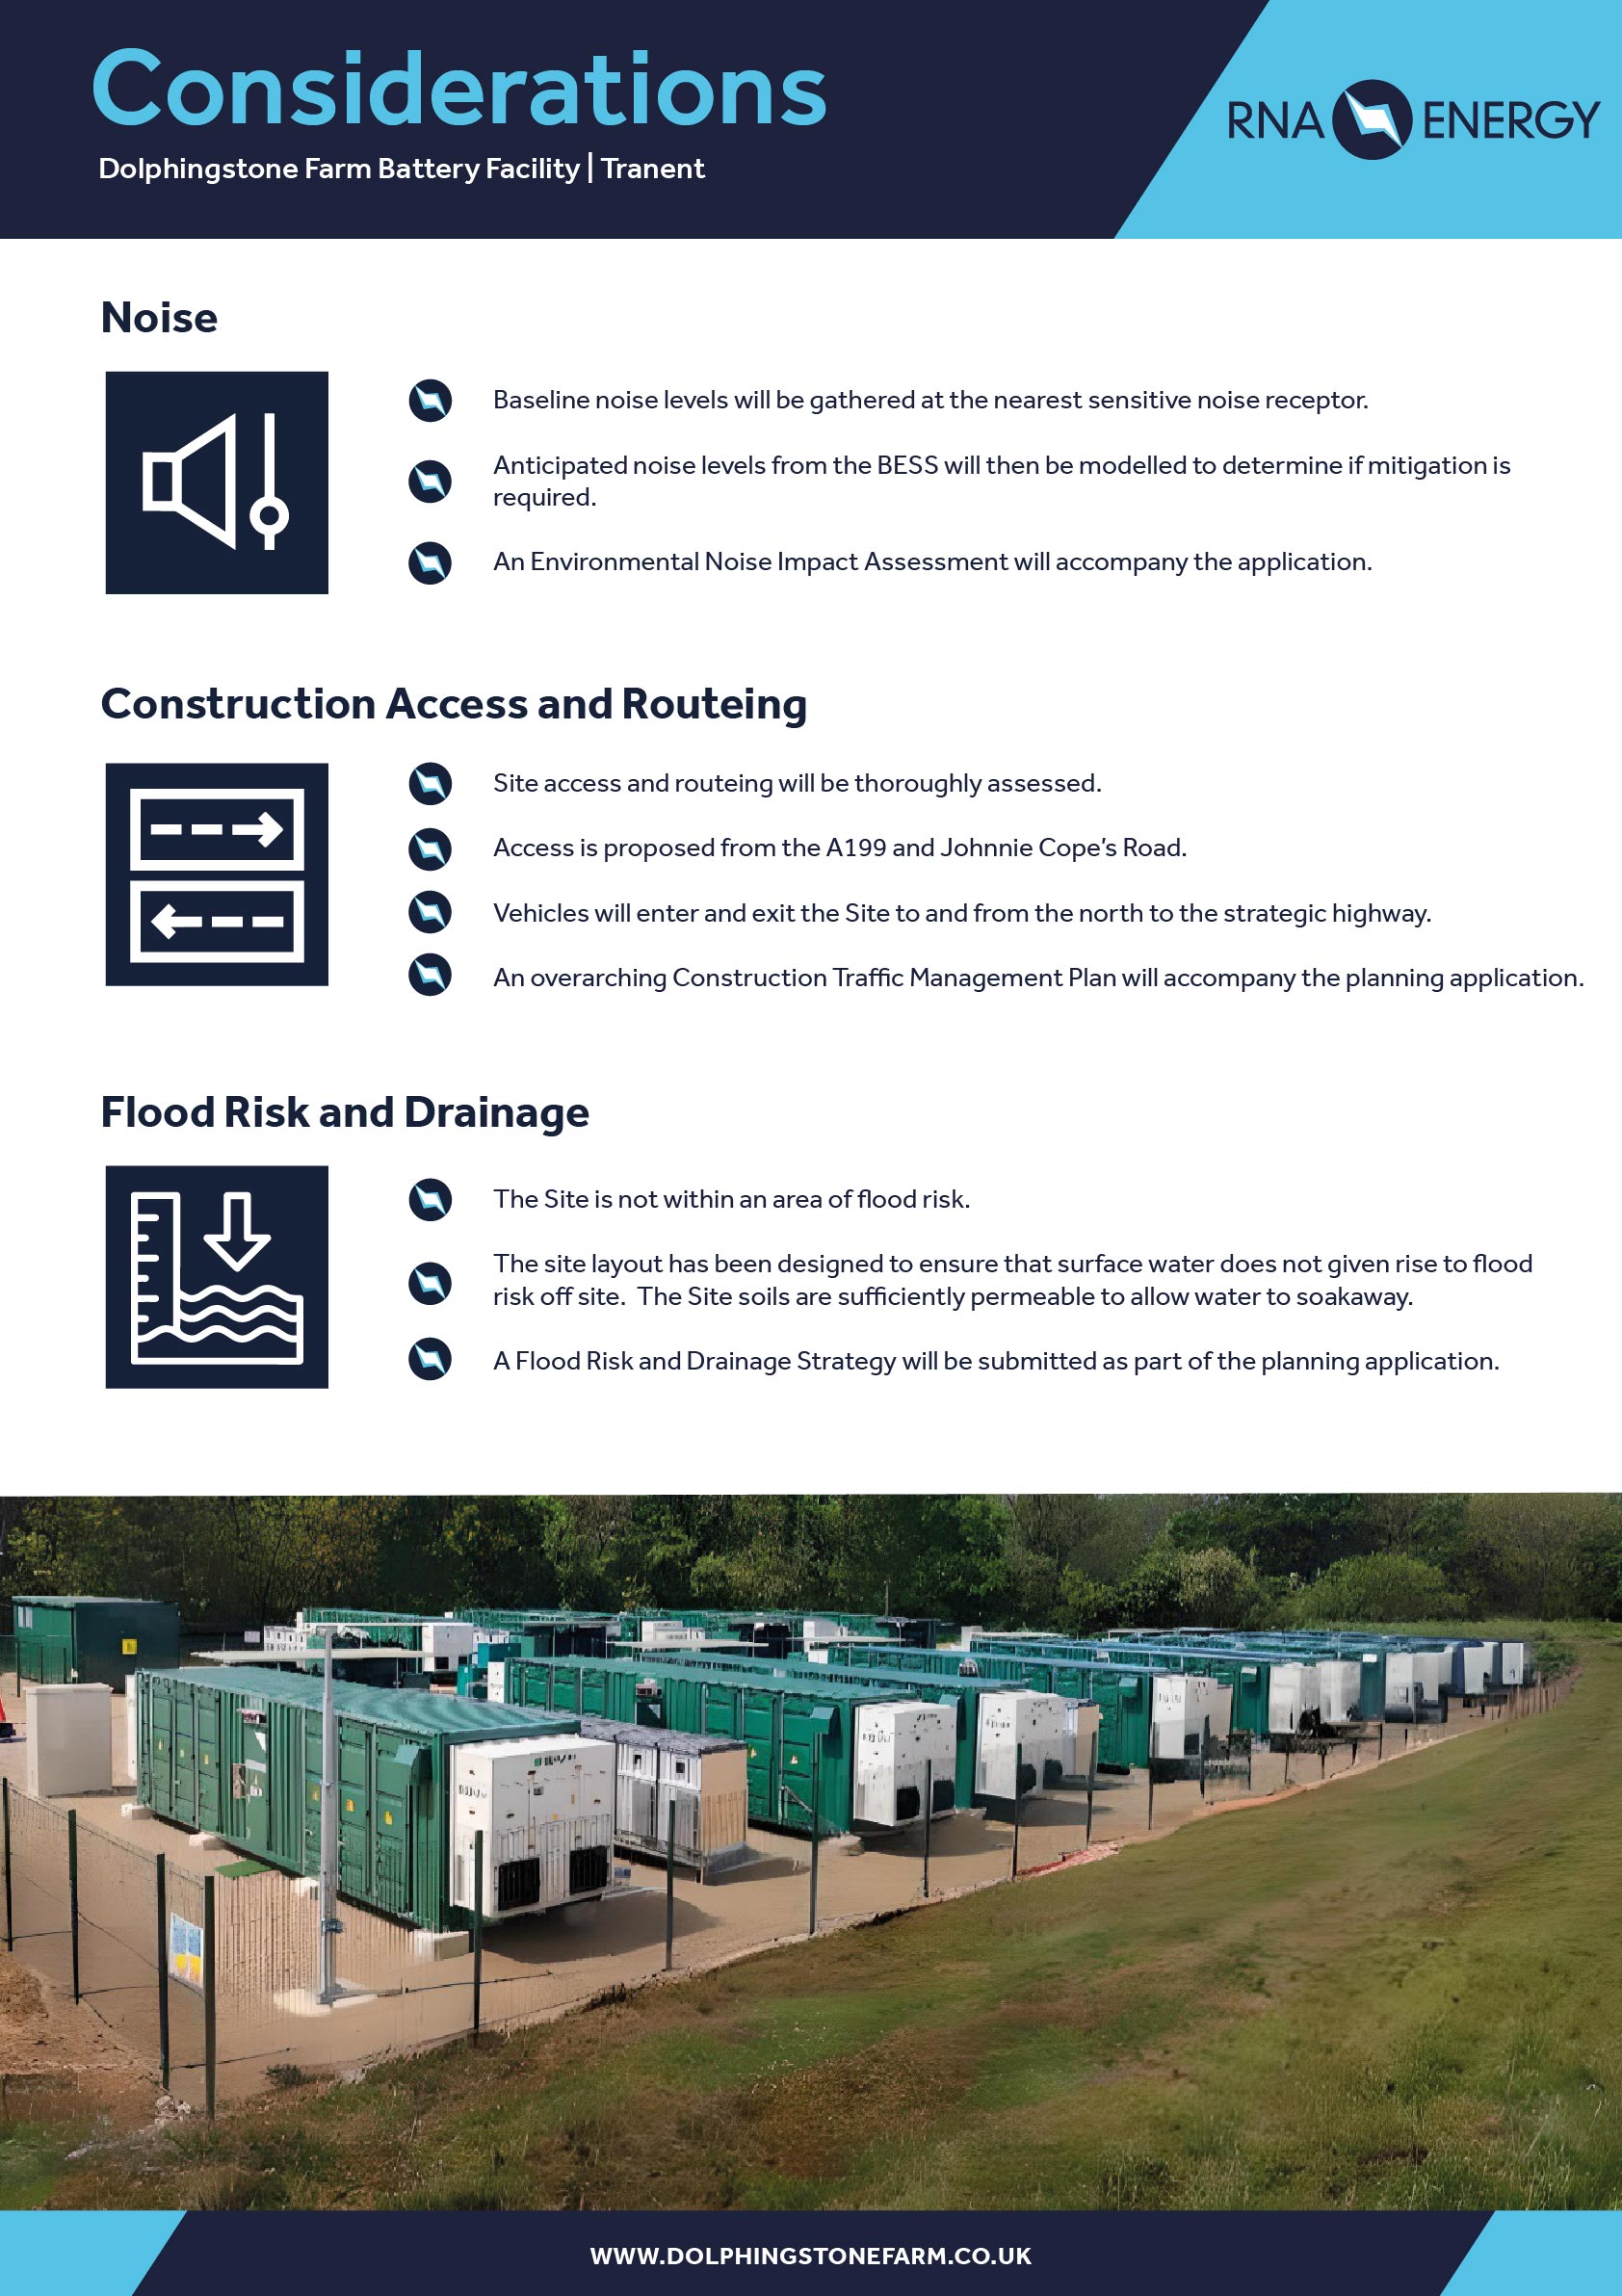 Considerations
Dolphingstone Farm Battery Facility | Tranent
RNA ENERGY
Noise
Baseline noise levels will be gathered at the nearest sensitive noise receptor.
Anticipated noise levels from the BESS will then be modelled to determine if mitigation is
required.
An Environmental Noise Impact Assessment will accompany the application.
Construction Access and Routeing
Site access and routeing will be thoroughly assessed.
Access is proposed from the A199 and Johnnie Cope's Road.
Vehicles will enter and exit the Site to and from the north to the strategic highway.
An overarching Construction Traffic Management Plan will accompany the planning application.
Flood Risk and Drainage
The Site is not within an area of flood risk.
The site layout has been designed to ensure that surface water does not given rise to flood
risk off site.  The Site soils are sufficiently permeable to allow water to soakaway.
A Flood Risk and Drainage Strategy will be submitted as part of the planning application.
WWW.DOLPHINGSTONEFARM.CO.UK